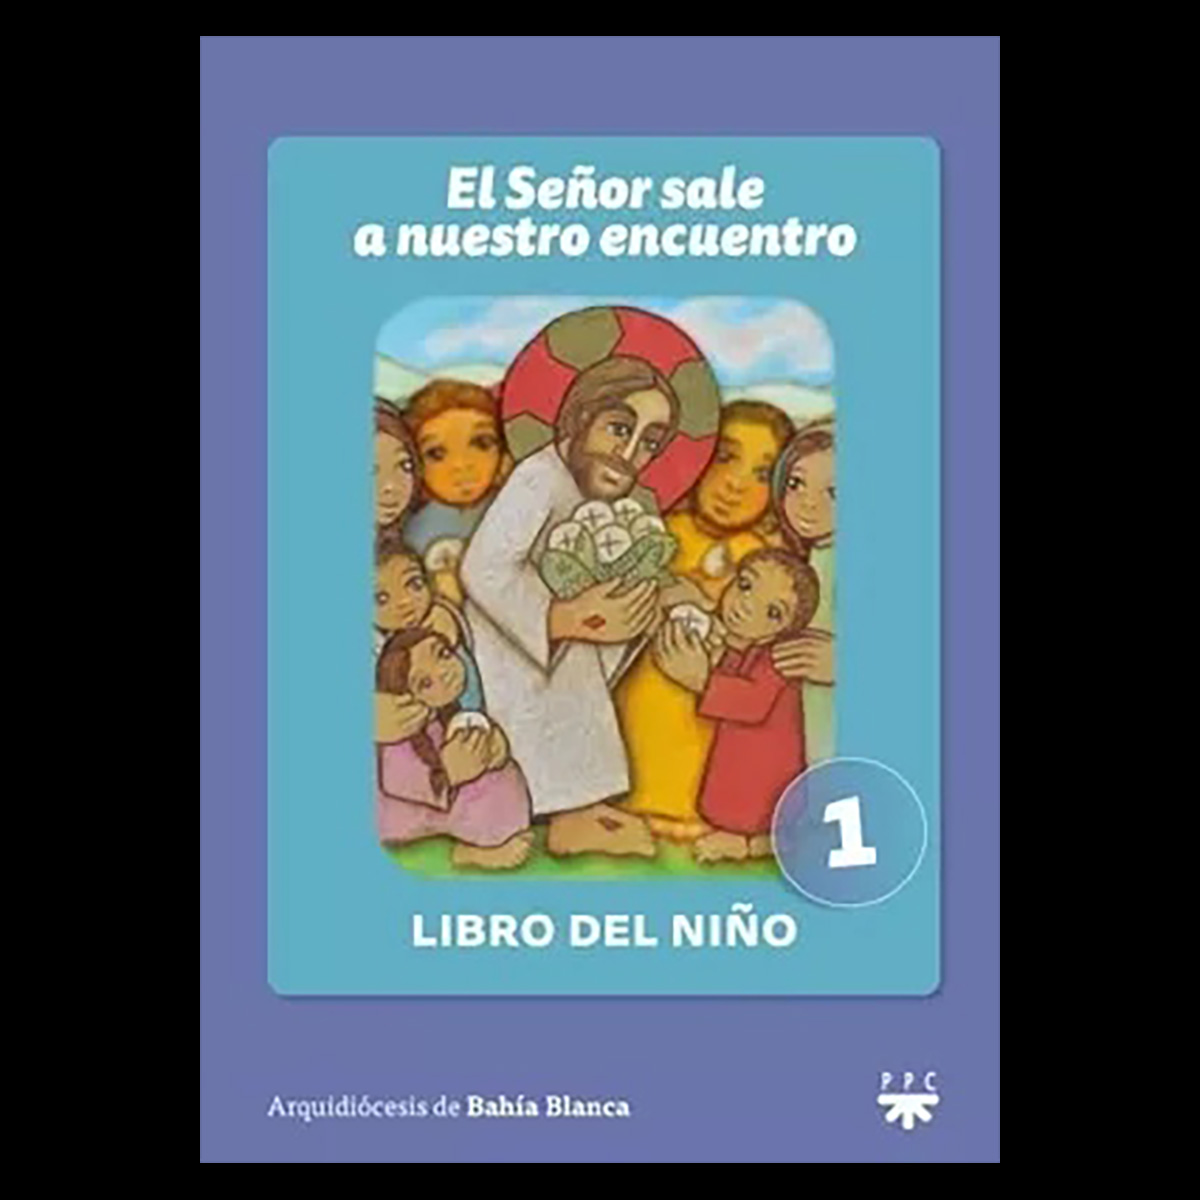 El Señor sale
a nuestro encuentro
1
LIBRO DEL NIÑO
Arquidiócesis de Bahía Blanca
PPC